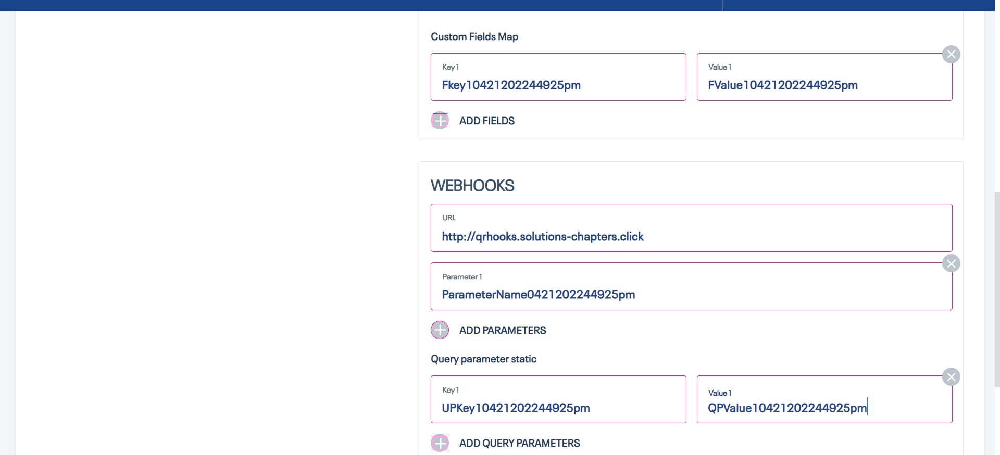 Custom Fields Map
Key 1
Value 1
Fkey10421202244925pm
FValue10421202244925pm
ADD FIELDS
WEBHOOKS
URL
http://qrhooks.solutions-chapters.click
Parameter 1
ParameterName0421202244925pm
ADD PARAMETERS
Query parameter static
Key 1
Value 1
UPKey10421202244925pm
QPValue10421202244925pm
ADD QUERY PARAMETERS